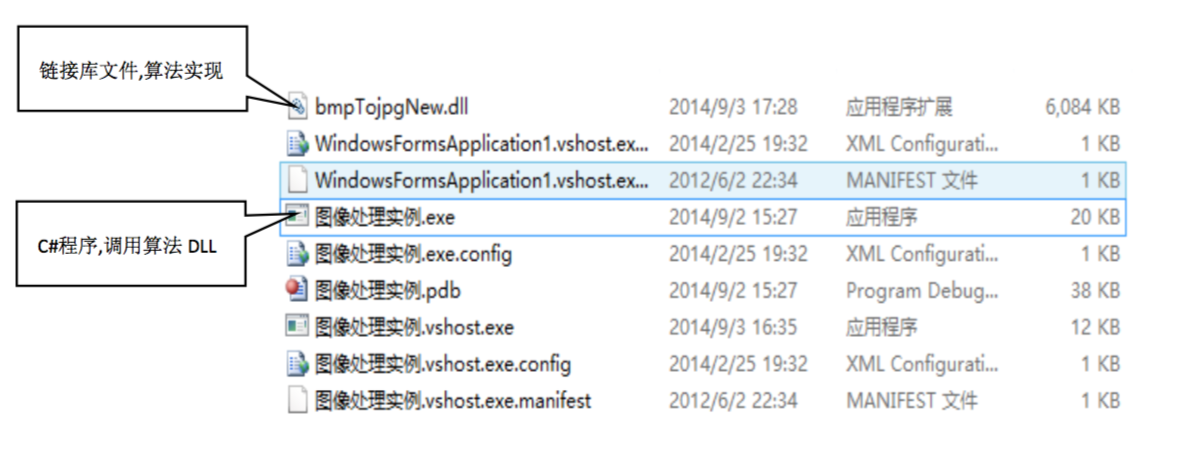 链接库文件,算法实现
bmpTojpgNew.dll 2014/9/3 17:28 应用程序扩展 6,084 KB
WindowsFormsApplication1.vshost.ex... 2014/2/25 19:32 XML Configurati... 1 KB
WindowsFormsApplication1.vshost.ex... 2012/6/2 22:34 MANIFEST 文件 1 KB
图像处理实例.exe 2014/9/2 15:27 应用程序 20 KB
C#程序,调用算法 DLL
图像处理实例.exe.config 2014/2/25 19:32 XML Configurati... 1 KB
图像处理实例.pdb 2014/9/2 15:27 Program Debug... 38 KB
图像处理实例.vshost.exe 2014/9/3 16:35 应用程序 12 KB
图像处理实例.vshost.exe.config 2014/2/25 19:32 XML Configurati... 1 KB
图像处理实例.vshost.exe.manifest 2012/6/2 22:34 MANIFEST 文件 1 KB